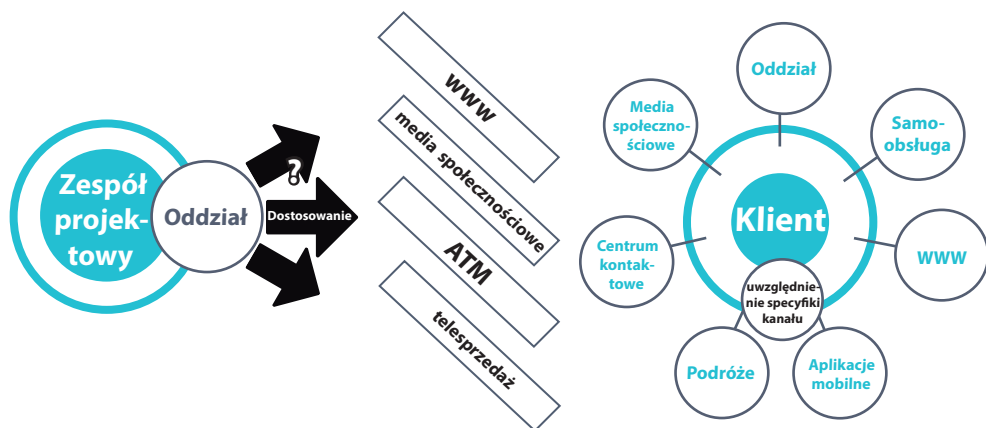 Zespół
projek-
towy
Oddział
?
Dostosowanie
WWW
media społecznościowe
ATM
telesprzedaż
Oddział
Media
społeczno-
ściowe
Samo-
obsługa
Klient
Centrum
kontak-
towe
WWW
uwzględnie-
nie specyfiki
kanału
Podróże
Aplikacje
mobilne